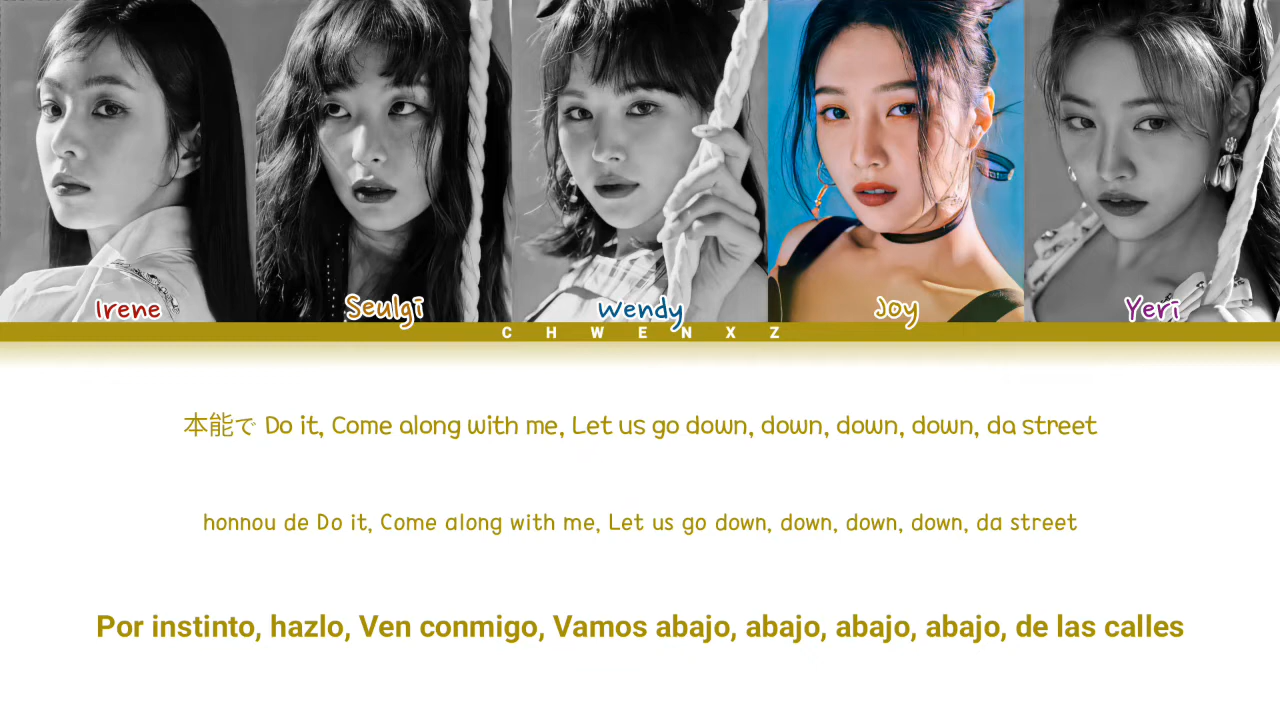 Irene
Seulgi
Wendy
Joy
Yeri
CHWENXZ
本能で Do it, Come along with me, Let us go down, down, down, down, da street
honnou de Do it, Come along with me, Let us go down, down, down, down, da street
Por instinto, hazlo, Ven conmigo, Vamos abajo, abajo, abajo, abajo, de las calles